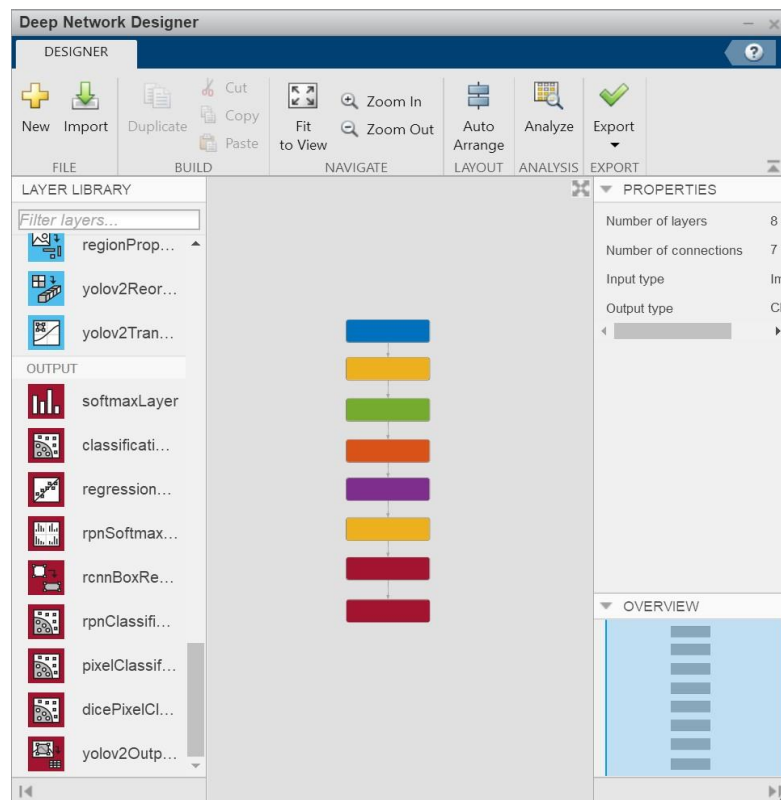 Deep Network Designer
DESIGNER
?
New
Import
Duplicate
Cut
Copy
Paste
Fit
to View
Zoom In
Zoom Out
Auto
Arrange
Analyze
Export
FILE
BUILD
NAVIGATE
LAYOUT
ANALYSIS
EXPORT
LAYER LIBRARY
Filter layers...
regionProp...
yolov2Reor...
yolov2Tran...
OUTPUT
softmaxLayer
classificati...
regression...
rpnSoftmax...
rcnnBoxRe...
rpnClassifi...
pixelClassif...
dicePixelCl...
yolov2Outp...
PROPERTIES
Number of layers 8
Number of connections 7
Input type Im
Output type Cl
OVERVIEW